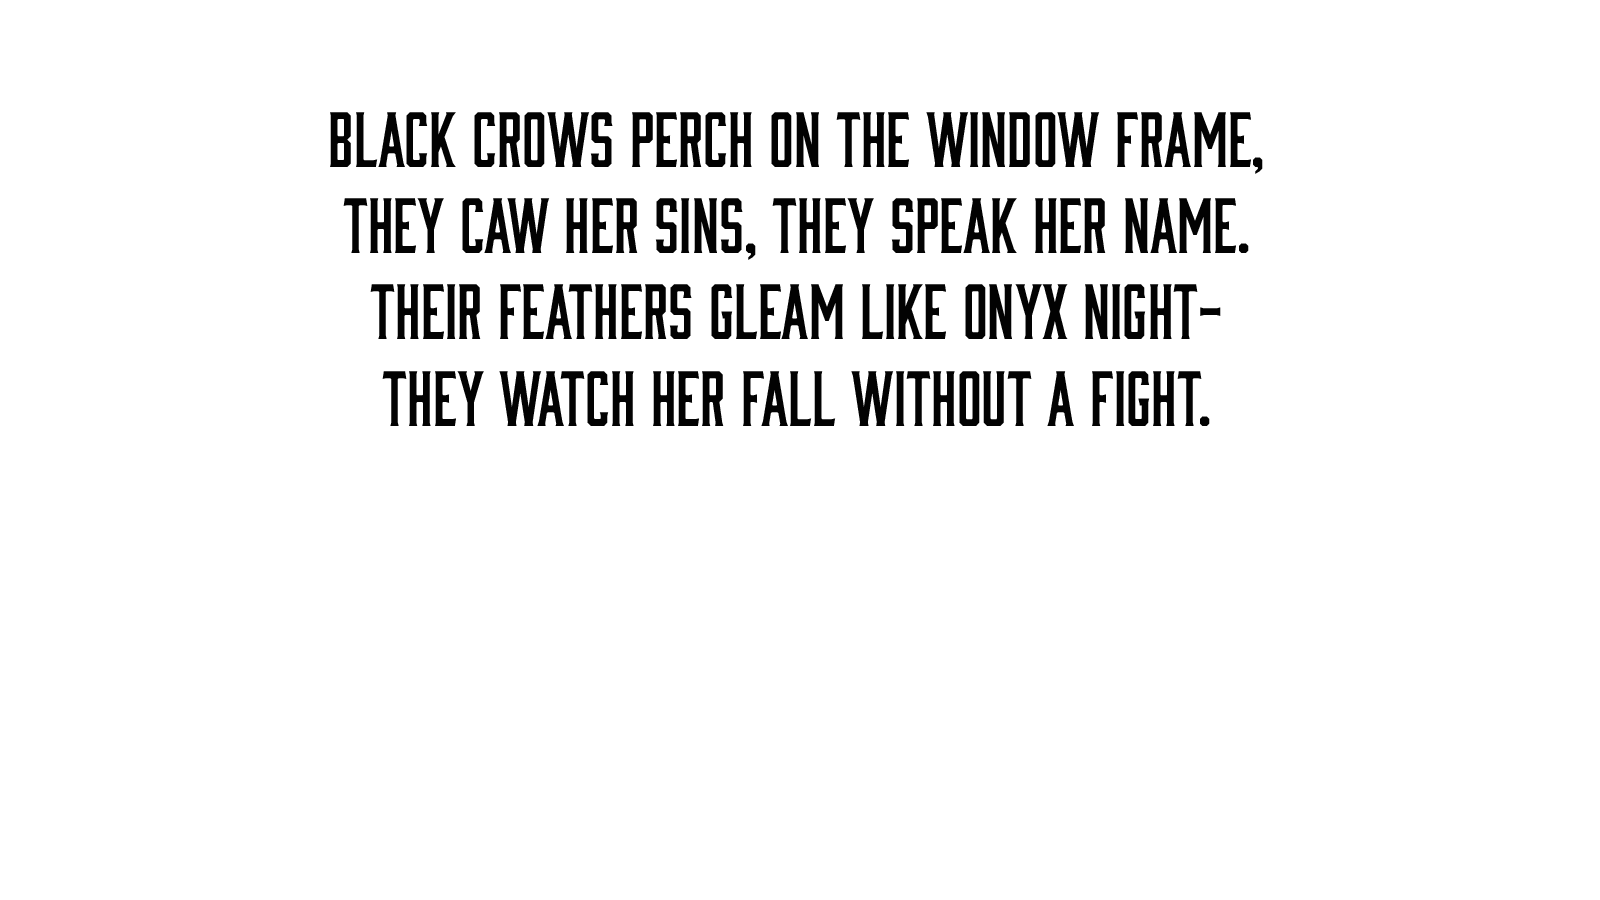 BLACK CROWS PERCH ON THE WINDOW FRAME,
THEY CAW HER SINS, THEY SPEAK HER NAME.
THEIR FEATHERS GLEAM LIKE ONYX NIGHT-
THEY WATCH HER FALL WITHOUT A FIGHT.